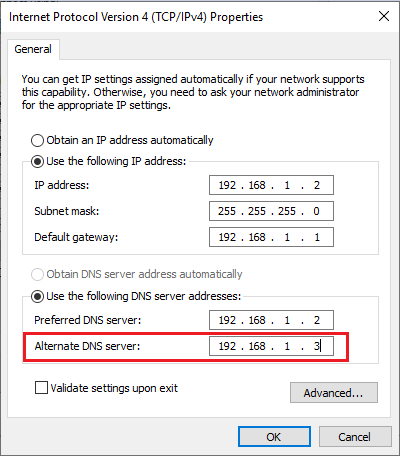 Internet Protocol Version 4 (TCP/IPv4) Properties
General
You can get IP settings assigned automatically if your network supports
this capability. Otherwise, you need to ask your network administrator
for the appropriate IP settings.
Obtain an IP address automatically
Use the following IP address:
IP address: 192 . 168 . 1 . 2
Subnet mask: 255 . 255 . 255 . 0
Default gateway: 192 . 168 . 1 . 1
Obtain DNS server address automatically
Use the following DNS server addresses:
Preferred DNS server: 192 . 168 . 1 . 2
Alternate DNS server: 192 . 168 . 1 . 3
Validate settings upon exit
Advanced...
OK Cancel